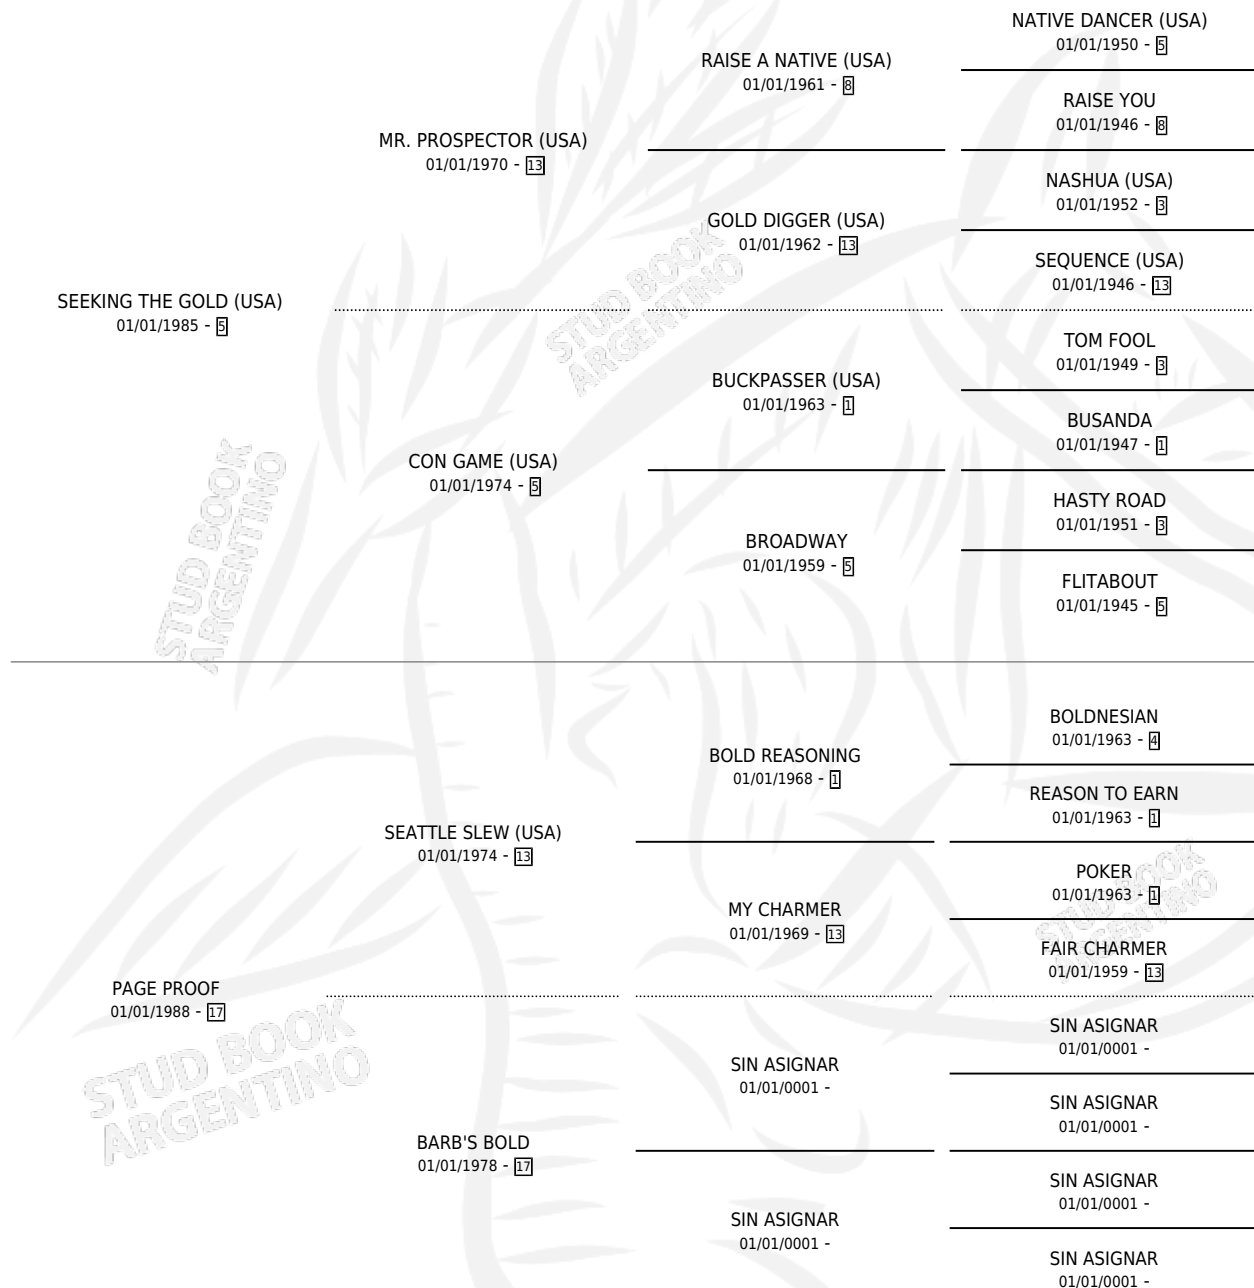 NATIVE DANCER (USA)
01/01/1950 - 5
RAISE A NATIVE (USA)
01/01/1961 - 8
RAISE YOU
01/01/1946 - 8
MR. PROSPECTOR (USA)
01/01/1970 - 13
NASHUA (USA)
01/01/1952 - 3
GOLD DIGGER (USA)
01/01/1962 - 13
SEQUENCE (USA)
01/01/1946 - 13
SEEKING THE GOLD (USA)
01/01/1985 - 5
TOM FOOL
01/01/1949 - 3
BUCKPASSER (USA)
01/01/1963 - 1
BUSANDA
01/01/1947 - 1
CON GAME (USA)
01/01/1974 - 5
HASTY ROAD
01/01/1951 - 3
BROADWAY
01/01/1959 - 5
FLITABOUT
01/01/1945 - 5
STUD BOOK
ARGENTINO
STUD BOOK
ARGENTINO
BOLDNESIAN
01/01/1963 - 4
BOLD REASONING
01/01/1968 - 1
REASON TO EARN
01/01/1963 - 1
SEATTLE SLEW (USA)
01/01/1974 - 13
POKER
01/01/1963 - 1
MY CHARMER
01/01/1969 - 13
FAIR CHARMER
01/01/1959 - 13
PAGE PROOF
01/01/1988 - 17
SIN ASIGNAR
01/01/0001 -
SIN ASIGNAR
01/01/0001 -
SIN ASIGNAR
01/01/0001 -
BARB'S BOLD
01/01/1978 - 17
SIN ASIGNAR
01/01/0001 -
SIN ASIGNAR
01/01/0001 -
SIN ASIGNAR
01/01/0001 -
STUD BOOK
ARGENTINO
STUD BOOK
ARGENTINO